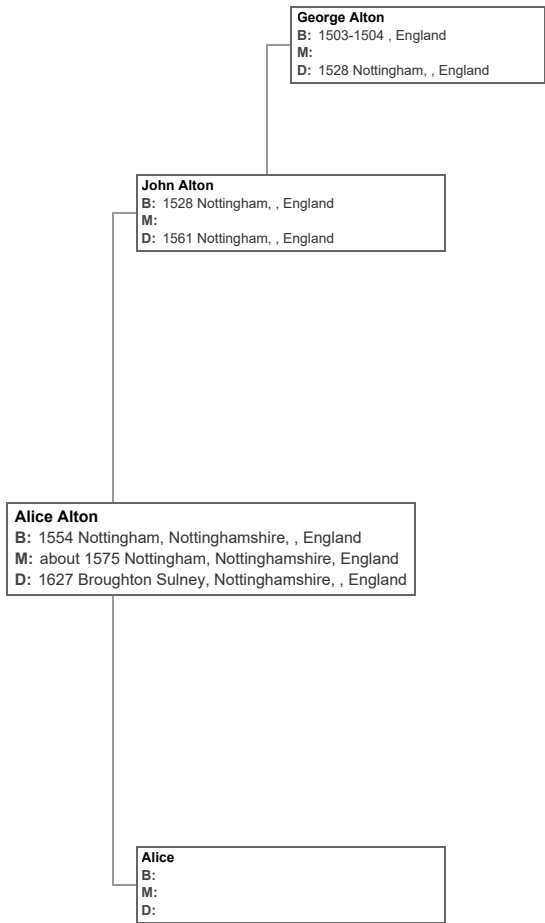 George Alton
B: 1503-1504 , England
M:
D: 1528 Nottingham, , England
John Alton
B: 1528 Nottingham, , England
M:
D: 1561 Nottingham, , England
Alice Alton
B: 1554 Nottingham, Nottinghamshire, , England
M: about 1575 Nottingham, Nottinghamshire, England
D: 1627 Broughton Sulney, Nottinghamshire, , England
Alice
B:
M:
D: